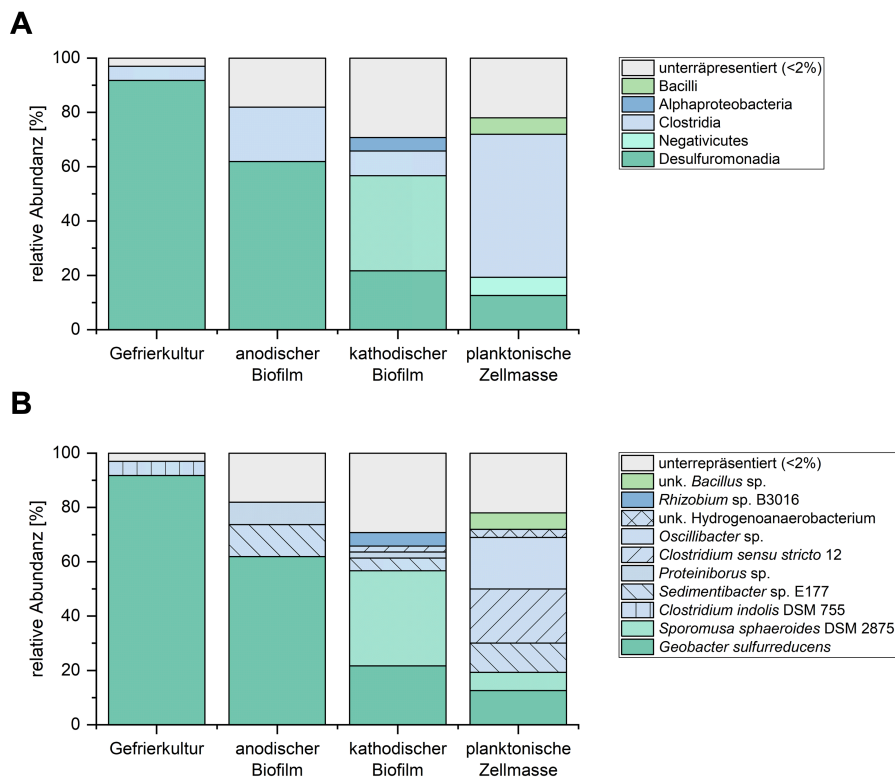 A
relative Abundanz [%]
100
80
60
40
20
0
Gefrierkultur
anodischer
Biofilm
kathodischer
Biofilm
planktonische
Zellmasse
unterräpresentiert (<2%)
Bacilli
Alphaproteobacteria
Clostridia
Negativicutes
Desulfuromonadia
B
relative Abundanz [%]
100
80
60
40
20
0
Gefrierkultur
anodischer
Biofilm
kathodischer
Biofilm
planktonische
Zellmasse
unterrepräsentiert (<2%)
unk. Bacillus sp.
Rhizobium sp. B3016
unk. Hydrogenoanaerobacterium
Oscillibacter sp.
Clostridium sensu stricto 12
Proteiniborus sp.
Sedimentibacter sp. E177
Clostridium indolis DSM 755
Sporomusa sphaeroides DSM 2875
Geobacter sulfurreducens